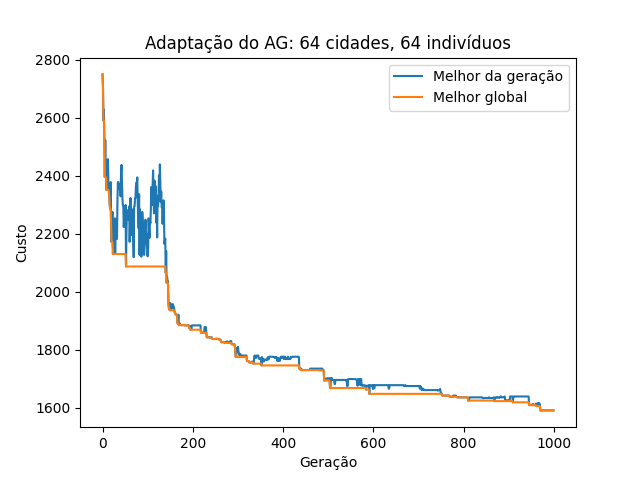 Adaptação do AG: 64 cidades, 64 indivíduos
Melhor da geração
Melhor global
2800
2600
2400
2200
2000
1800
1600
Custo
0 200 400 600 800 1000
Geração